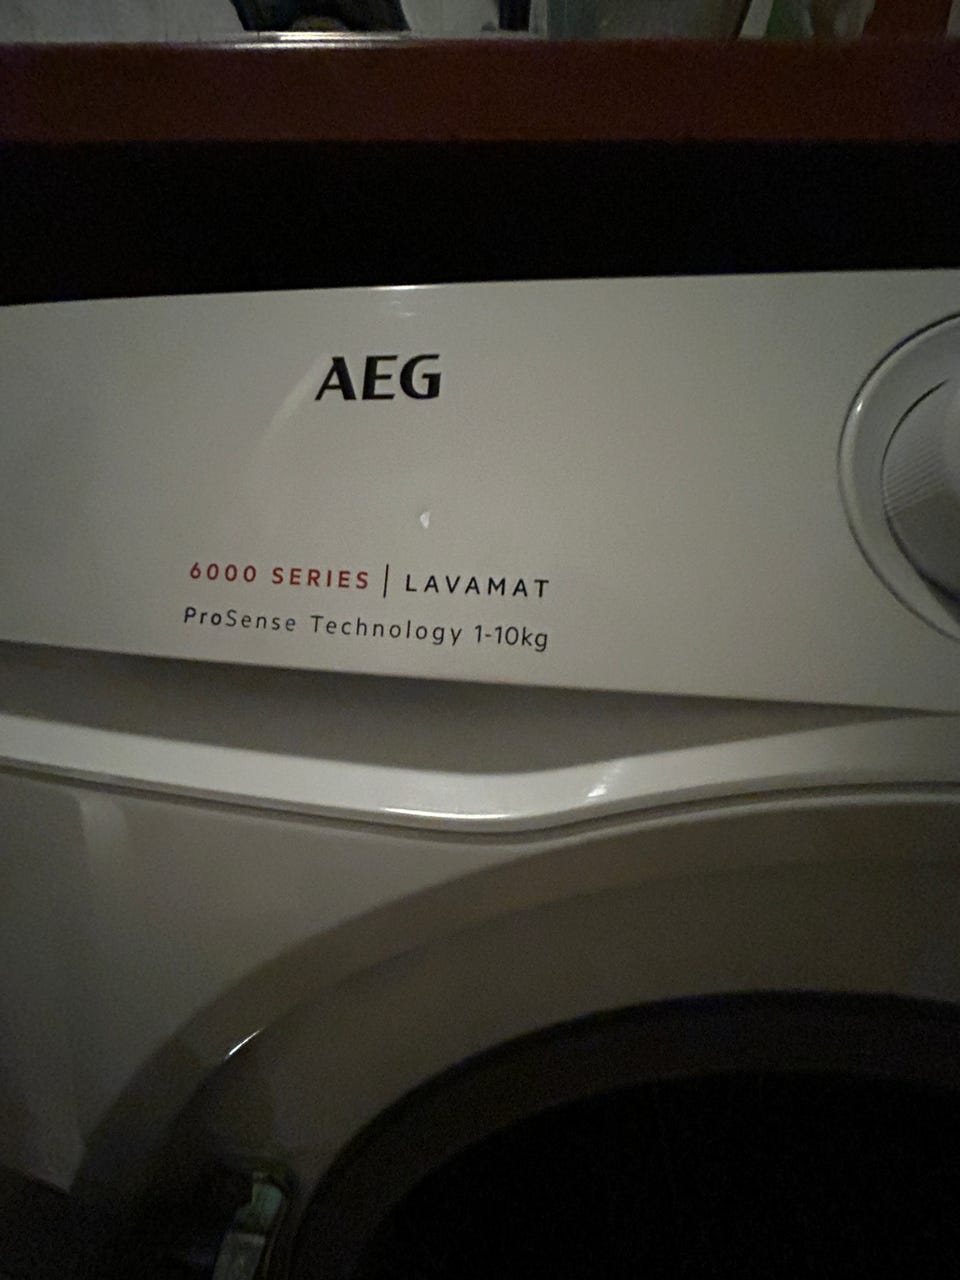 AEG
6000 SERIES | LAVAMAT
ProSense Technology 1-10kg